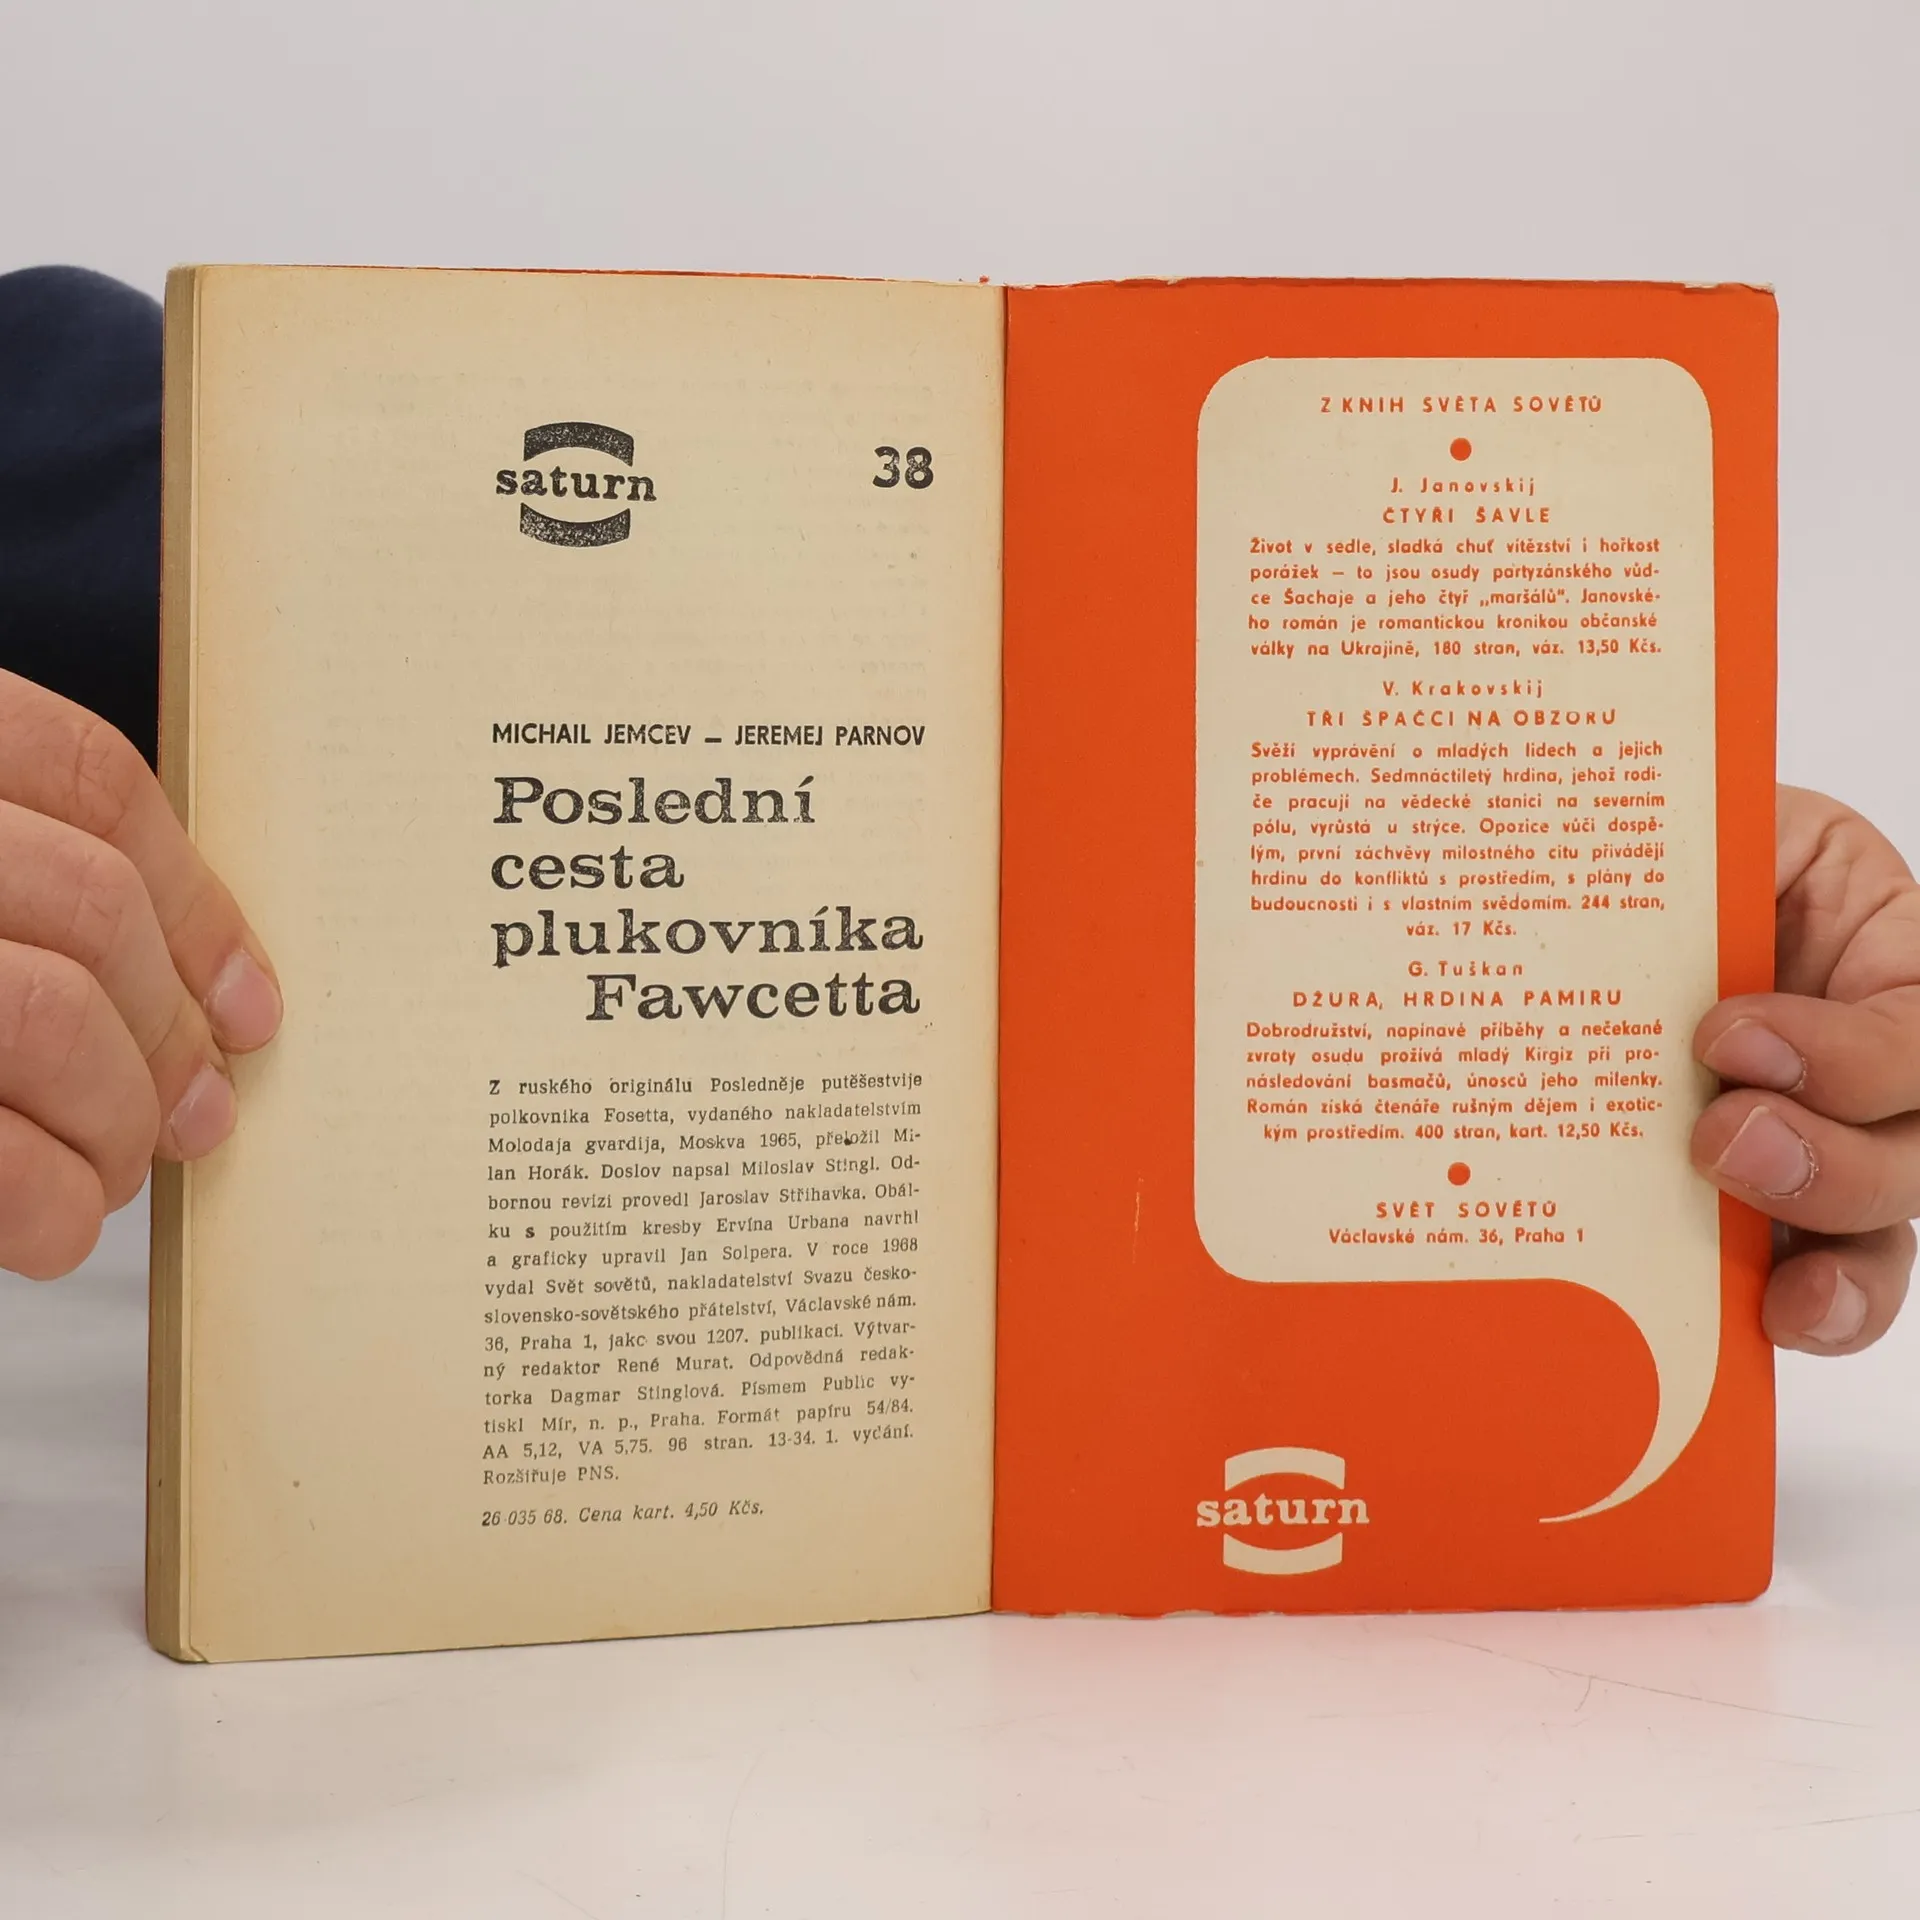 saturn
38
MICHAIL JEMCEV – JEREMEJ PARNOV
Poslední
cesta
plukovníka
Fawcetta
Z ruského originálu Posledněje putěšestvije
polkovnika Fosetta, vydaného nakladatelstvím
Molodaja gvardija, Moskva 1965, přeložil Mi-
lan Horák. Doslov napsal Miloslav Stingl. Od-
bornou revizi provedl Jaroslav Střihavka. Obál-
ku s použitím kresby Ervína Urbana navrhl
a graficky upravil Jan Solpera. V roce 1968
vydal Svět sovětů, nakladatelství Svazu česko-
slovensko-sovětského přátelství, Václavské nám.
36, Praha 1, jako svou 1207. publikaci. Výtvar-
ný redaktor René Murat. Odpovědná redak-
torka Dagmar Stinglová. Písmem Public vy-
tiskl Mír, n. p., Praha. Formát papíru 54/84.
AA 5,12, VA 5,75. 96 stran. 13-34. 1. vydání.
Rozšiřuje PNS.
26-035 68. Cena kart. 4,50 Kčs.
Z KNIH SVĚTA SOVĚTŮ
J. Janovskij
ČTYŘI ŠAVLE
Život v sedle, sladká chuť vítězství i hořkost
porážek – to jsou osudy partyzánského vůd-
ce Šachaje a jeho čtyř „maršálů“. Janovské-
ho román je romantickou kronikou občanské
války na Ukrajině, 180 stran, váz. 13,50 Kčs.
V. Krakovskij
TŘI ŠPAČCI NA OBZORU
Svěží vyprávění o mladých lidech a jejich
problémech. Sedmnáctiletý hrdina, jehož rodi-
če pracují na vědecké stanici na severním
pólu, vyrůstá u strýce. Opozice vůči dospě-
lým, první záchvěvy milostného citu přivádějí
hrdinu do konfliktů s prostředím, s plány do
budoucnosti i s vlastním svědomím. 244 stran,
váz. 17 Kčs.
G. Tuškan
DŽURA, HRDINA PAMIRU
Dobrodružství, napínavé příběhy a nečekané
zvraty osudu prožívá mladý Kirgiz při pro-
následování basmačů, únosců jeho milenky.
Román získá čtenáře rušným dějem i exotic-
kým prostředím. 400 stran, kart. 12,50 Kčs.
SVĚT SOVĚTŮ
Václavské nám. 36, Praha 1
saturn